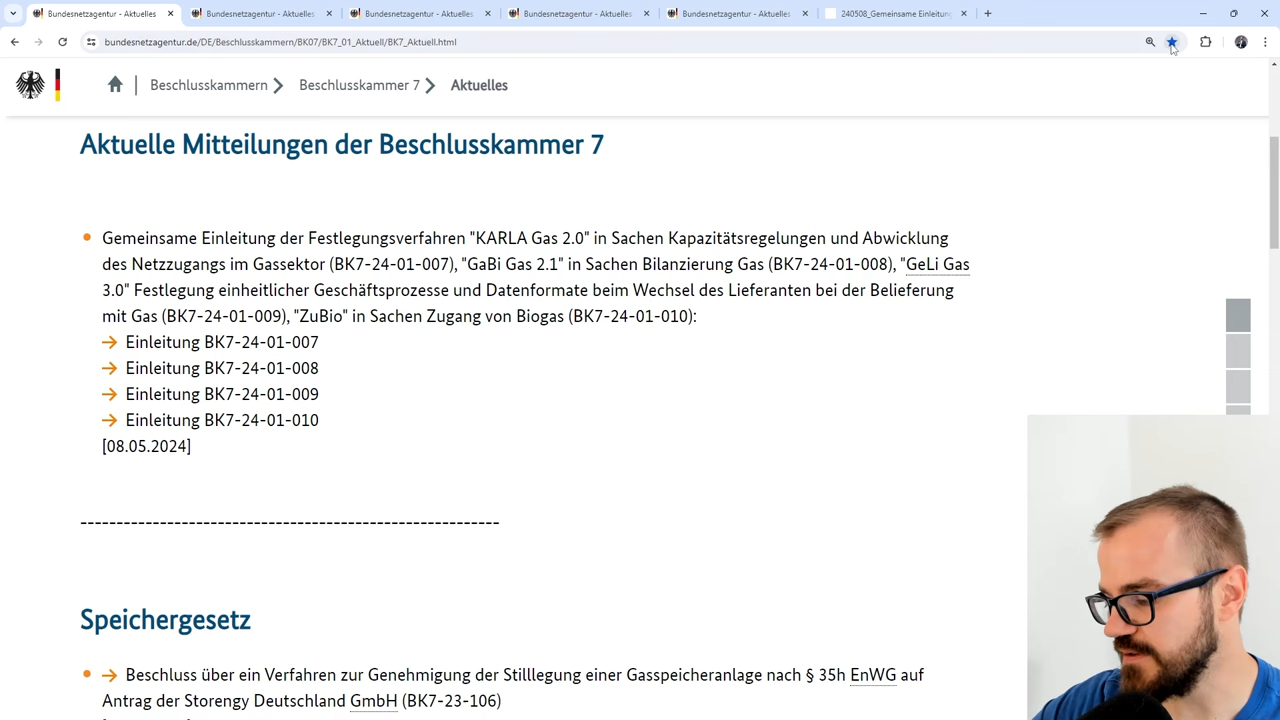 Bundesnetzagentur - Aktuelles
Bundesnetzagentur - Aktuelles
Bundesnetzagentur - Aktuelles
Bundesnetzagentur - Aktuelles
Bundesnetzagentur - Aktuelles
240508_Gemeinsame Einleitung
bundesnetzagentur.de/DE/Beschlusskammern/BK07/BK7_01_Aktuell/BK7_Aktuell.html
Beschlusskammern
Beschlusskammer 7
Aktuelles
Aktuelle Mitteilungen der Beschlusskammer 7
Gemeinsame Einleitung der Festlegungsverfahren "KARLA Gas 2.0" in Sachen Kapazitätsregelungen und Abwicklung
des Netzzugangs im Gassektor (BK7-24-01-007), "GaBi Gas 2.1" in Sachen Bilanzierung Gas (BK7-24-01-008), "GeLi Gas
3.0" Festlegung einheitlicher Geschäftsprozesse und Datenformate beim Wechsel des Lieferanten bei der Belieferung
mit Gas (BK7-24-01-009), "ZuBio" in Sachen Zugang von Biogas (BK7-24-01-010):
Einleitung BK7-24-01-007
Einleitung BK7-24-01-008
Einleitung BK7-24-01-009
Einleitung BK7-24-01-010
[08.05.2024]
----------------------------------------------------------
Speichergesetz
Beschluss über ein Verfahren zur Genehmigung der Stilllegung einer Gasspeicheranlage nach § 35h EnWG auf
Antrag der Storengy Deutschland GmbH (BK7-23-106)